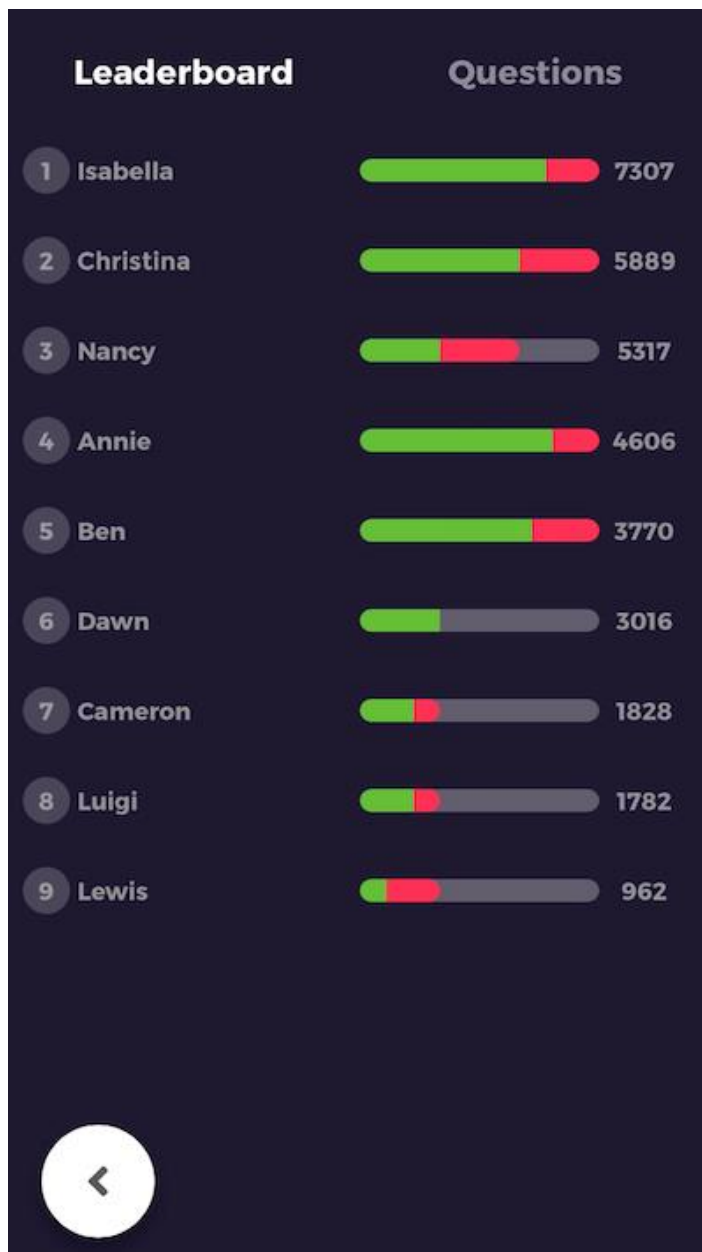 Leaderboard Questions
1 Isabella 7307
2 Christina 5889
3 Nancy 5317
4 Annie 4606
5 Ben 3770
6 Dawn 3016
7 Cameron 1828
8 Luigi 1782
9 Lewis 962